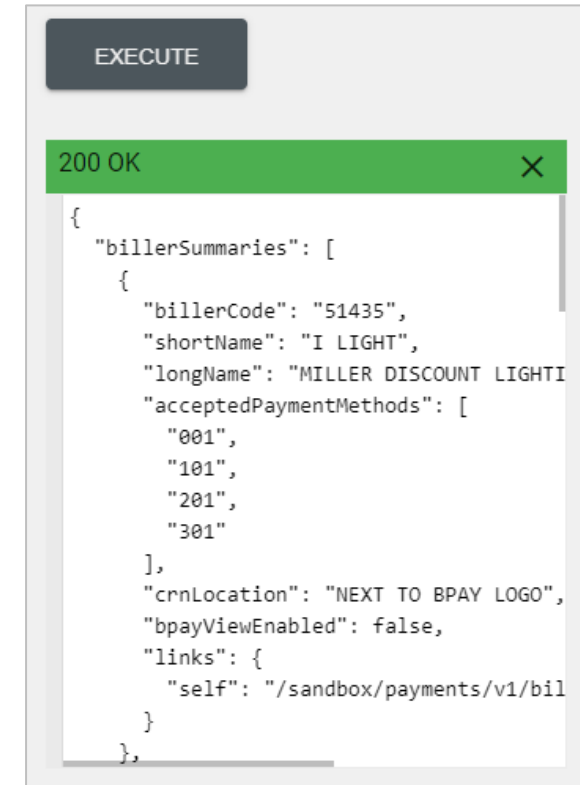 EXECUTE
200 OK
{
"billerSummaries": [
{
"billerCode": "51435",
"shortName": "I LIGHT",
"longName": "MILLER DISCOUNT LIGHTI
"acceptedPaymentMethods": [
"001",
"101",
"201",
"301"
],
"crnLocation": "NEXT TO BPAY LOGO",
"bpayViewEnabled": false,
"links": {
"self": "/sandbox/payments/v1/bil
}
},